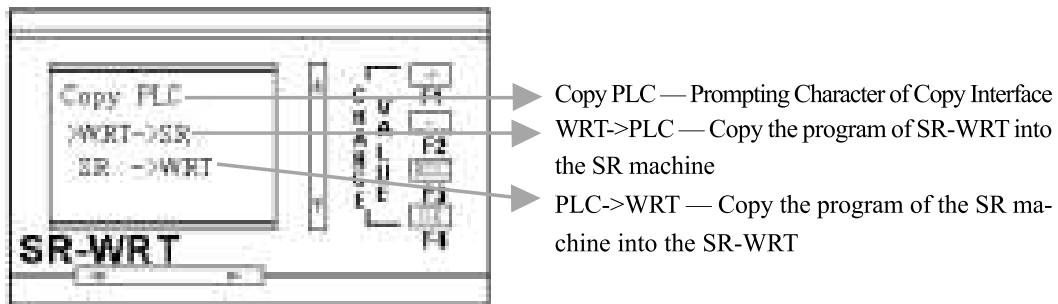 Copy PLC
>WRT->SR
SR ->WRT
CHANGE
VALUE
F1
F2
F3
SR-WRT
Copy PLC — Prompting Character of Copy Interface
WRT->PLC — Copy the program of SR-WRT into
the SR machine
PLC->WRT — Copy the program of the SR ma-
chine into the SR-WRT